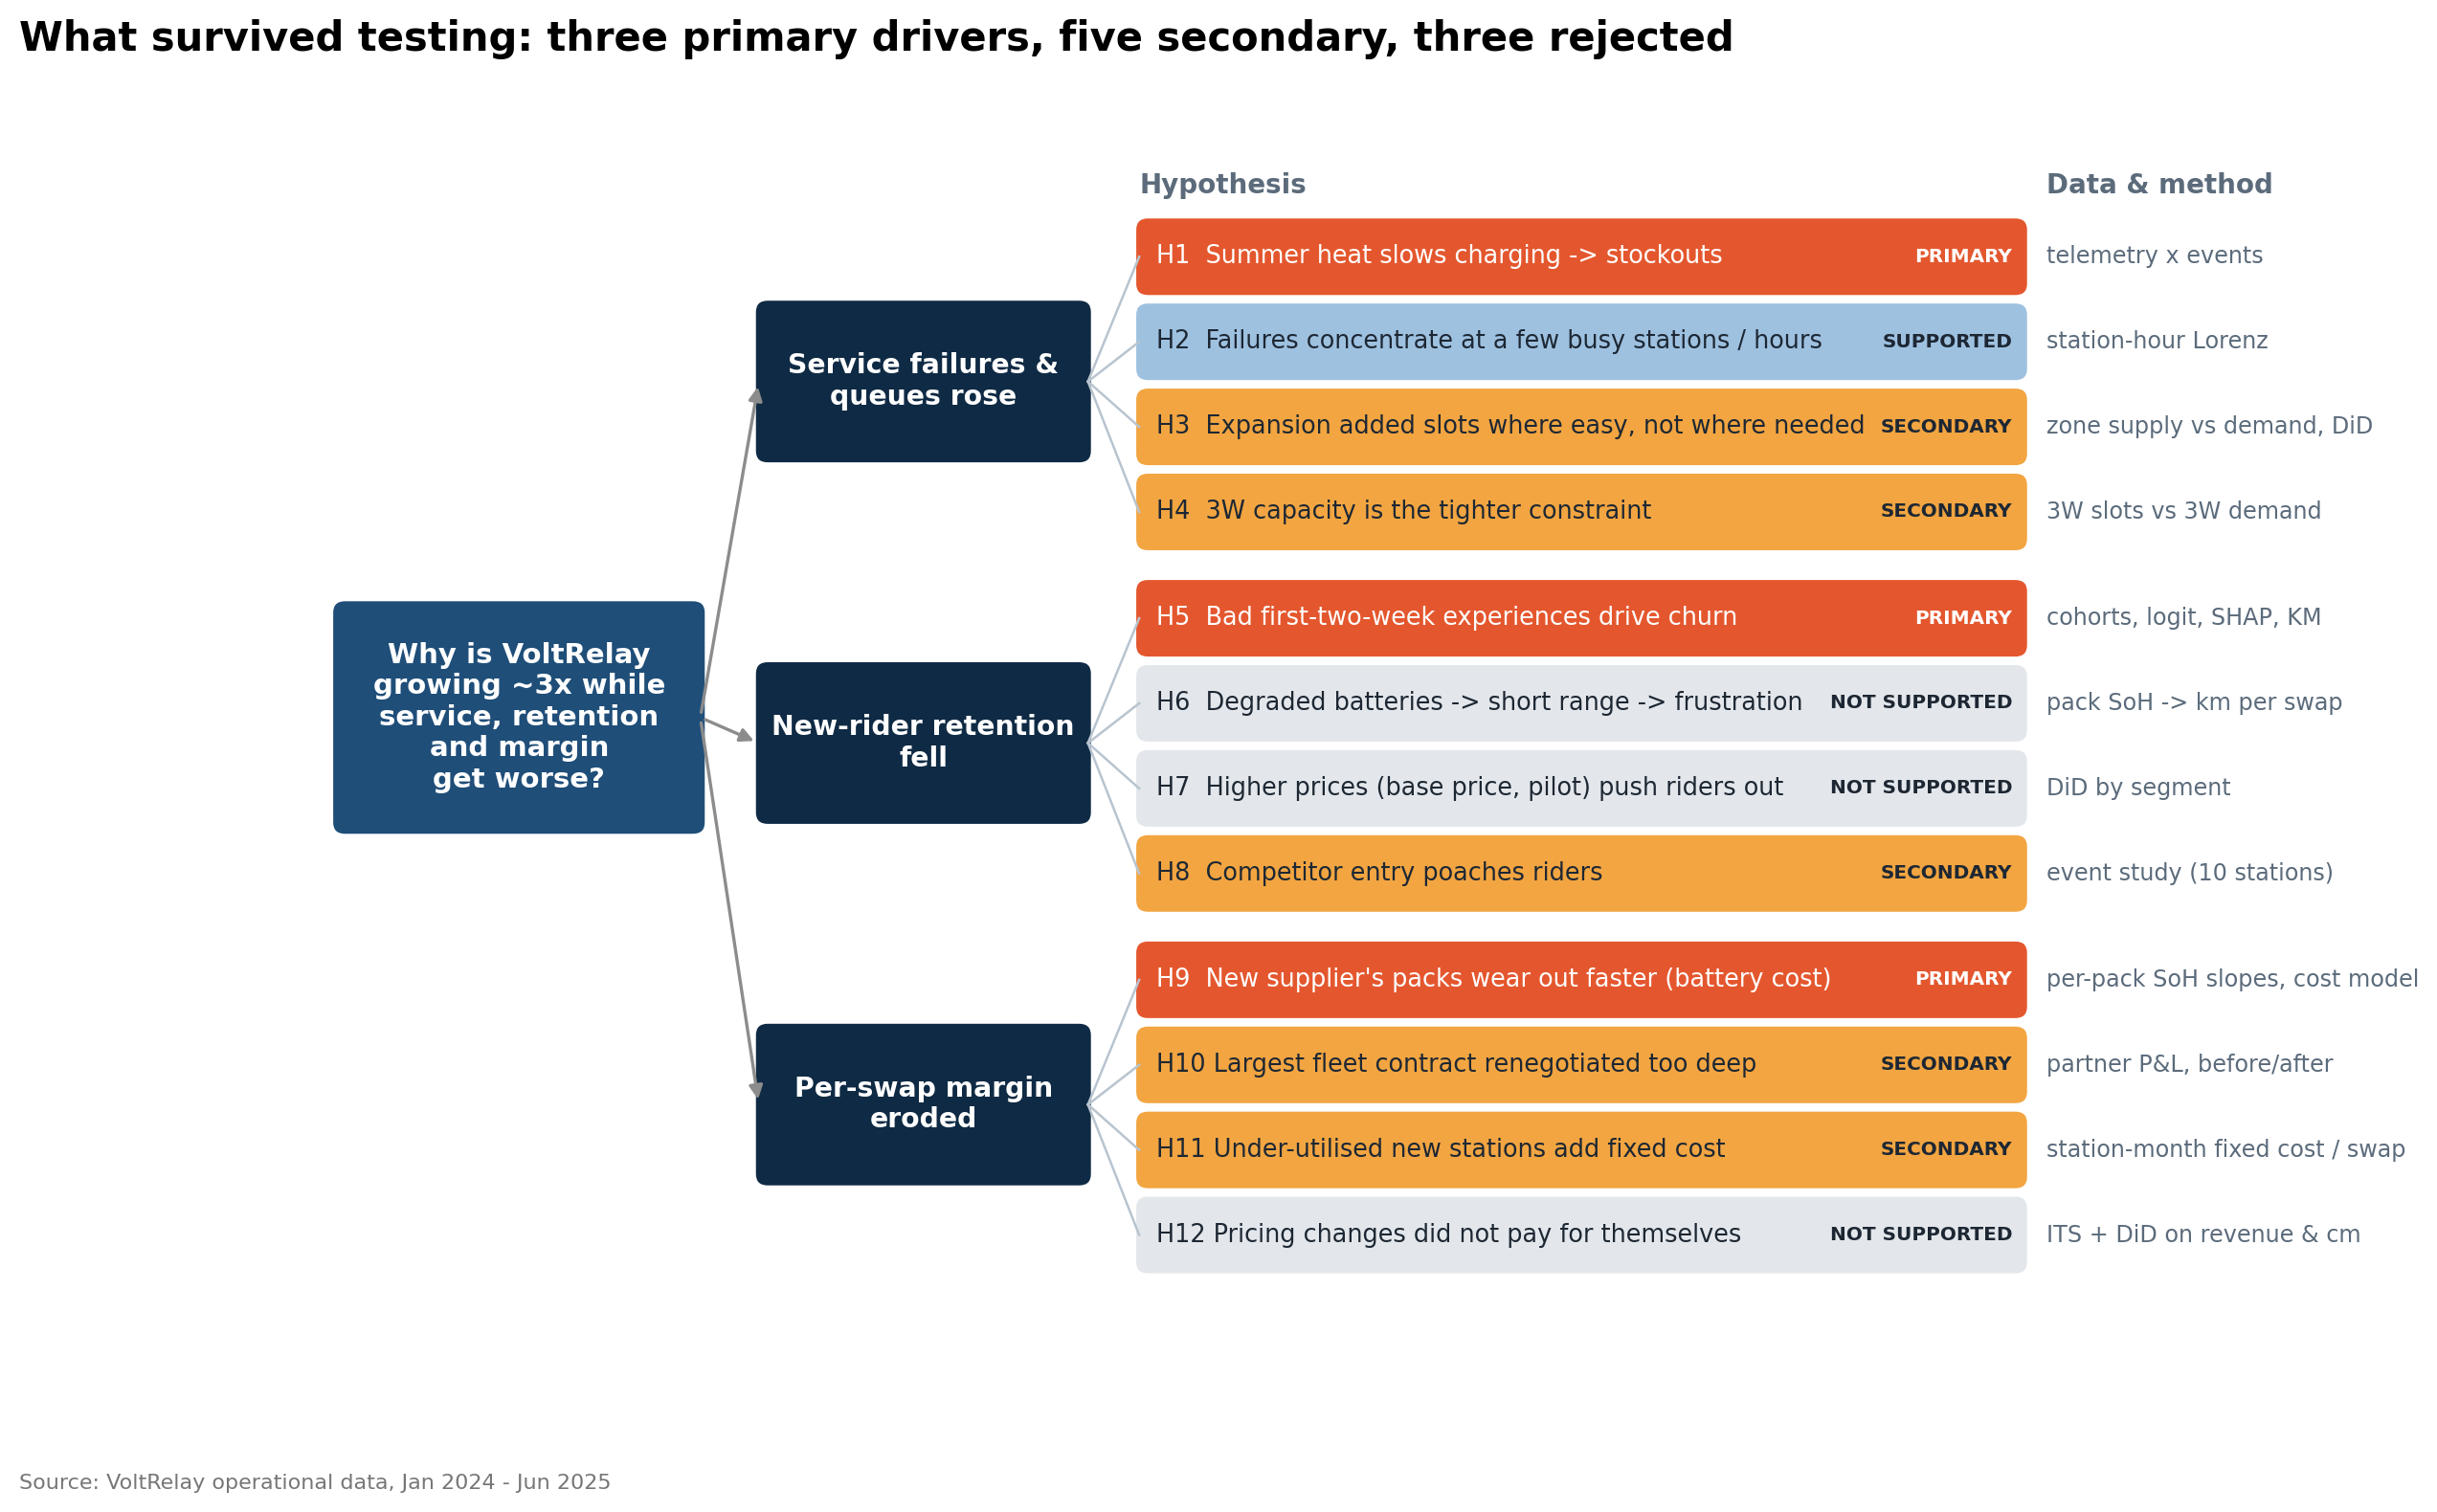 What survived testing: three primary drivers, five secondary, three rejected
Hypothesis
Data & method
Why is VoltRelay
growing ~3x while
service, retention
and margin
get worse?
Service failures &
queues rose
H1 Summer heat slows charging -> stockouts PRIMARY telemetry x events
H2 Failures concentrate at a few busy stations / hours SUPPORTED station-hour Lorenz
H3 Expansion added slots where easy, not where needed SECONDARY zone supply vs demand, DiD
H4 3W capacity is the tighter constraint SECONDARY 3W slots vs 3W demand
New-rider retention
fell
H5 Bad first-two-week experiences drive churn PRIMARY cohorts, logit, SHAP, KM
H6 Degraded batteries -> short range -> frustration NOT SUPPORTED pack SoH -> km per swap
H7 Higher prices (base price, pilot) push riders out NOT SUPPORTED DiD by segment
H8 Competitor entry poaches riders SECONDARY event study (10 stations)
Per-swap margin
eroded
H9 New supplier's packs wear out faster (battery cost) PRIMARY per-pack SoH slopes, cost model
H10 Largest fleet contract renegotiated too deep SECONDARY partner P&L, before/after
H11 Under-utilised new stations add fixed cost SECONDARY station-month fixed cost / swap
H12 Pricing changes did not pay for themselves NOT SUPPORTED ITS + DiD on revenue & cm
Source: VoltRelay operational data, Jan 2024 - Jun 2025